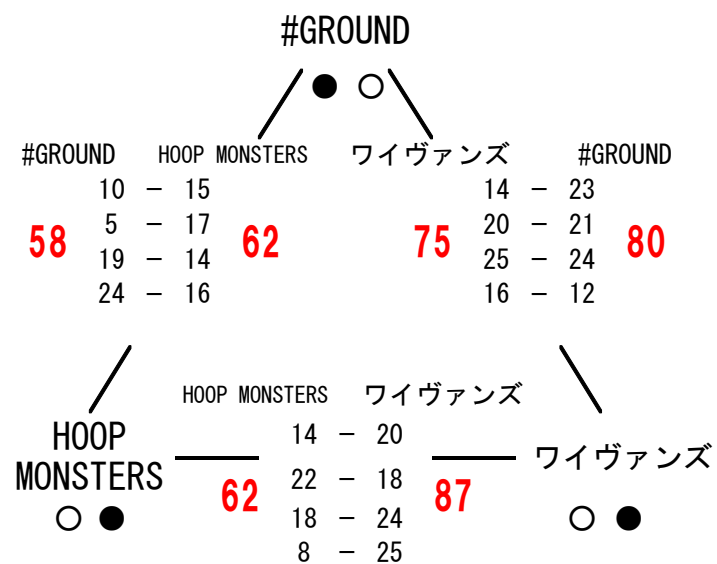 #GROUND
● ○
#GROUND HOOP MONSTERS
10 － 15
58 62
5 － 17
19 － 14
24 － 16
ワイヴァンズ #GROUND
14 － 23
75 80
20 － 21
25 － 24
16 － 12
HOOP MONSTERS ワイヴァンズ
14 － 20
62 87
22 － 18
18 － 24
8 － 25
HOOP
MONSTERS
○ ●
ワイヴァンズ
○ ●